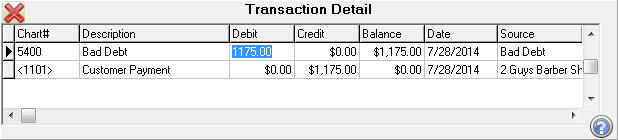 Transaction Detail
Chart# Description Debit Credit Balance Date Source
5400 Bad Debt 1175.00 $0.00 $1,175.00 7/28/2014 Bad Debt
<1101> Customer Payment $0.00 $1,175.00 $0.00 7/28/2014 2 Guys Barber Sh